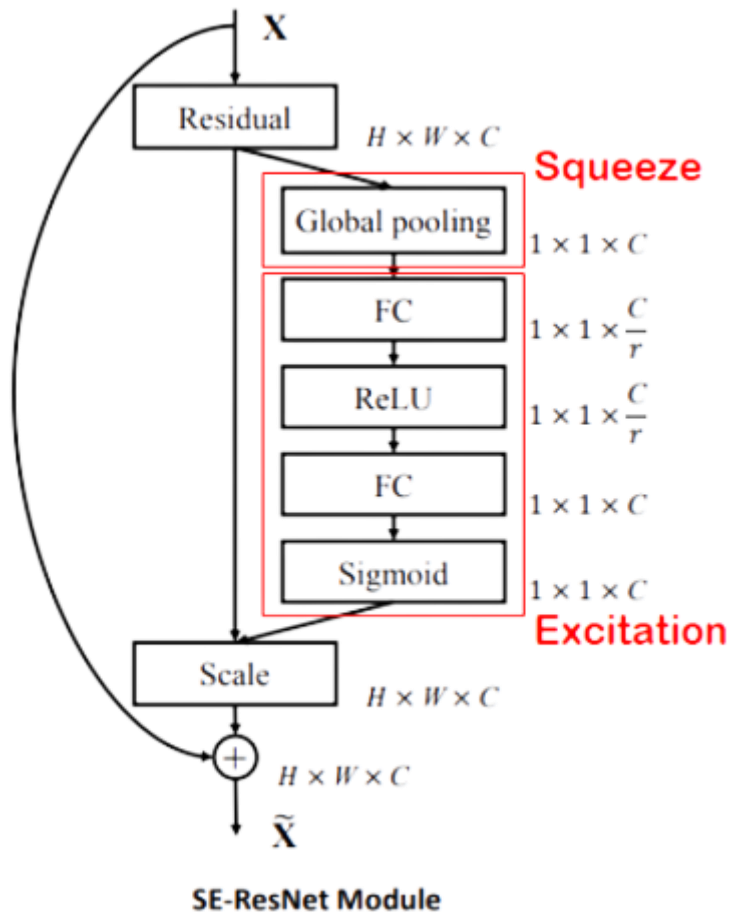 X
Residual
H × W × C
Squeeze
Global pooling
1 × 1 × C
FC
1 × 1 × C/r
ReLU
1 × 1 × C/r
FC
1 × 1 × C
Sigmoid
1 × 1 × C
Excitation
Scale
H × W × C
+
H × W × C
X̃
SE-ResNet Module